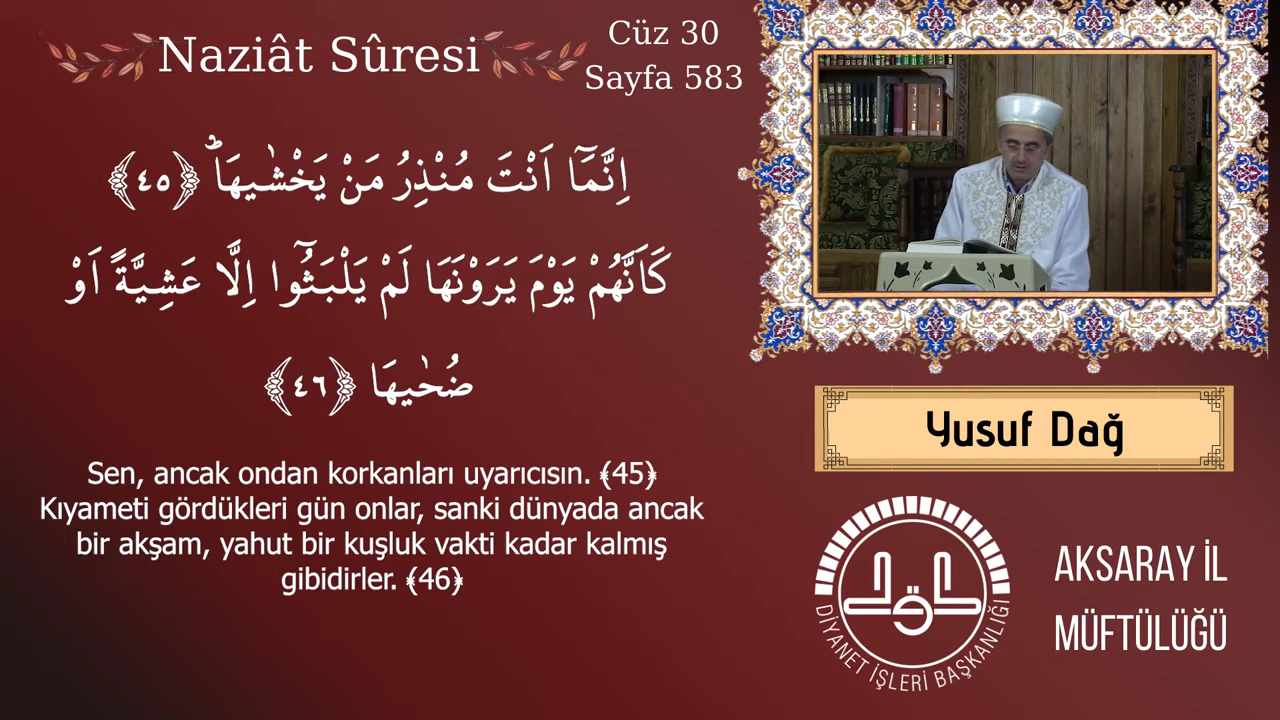 Naziât Sûresi
Cüz 30
Sayfa 583
اِنَّمَٓا اَنْتَ مُنْذِرُ مَنْ يَخْشٰيهَاۜ ﴿٤٥﴾
كَاَنَّهُمْ يَوْمَ يَرَوْنَهَا لَمْ يَلْبَثُٓوا اِلَّا عَشِيَّةً اَوْ
ضُحٰيهَا ﴿٤٦﴾
Sen, ancak ondan korkanları uyarıcısın. ﴾45﴿
Kıyameti gördükleri gün onlar, sanki dünyada ancak
bir akşam, yahut bir kuşluk vakti kadar kalmış
gibidirler. ﴾46﴿
Yusuf Dağ
DİYANET İŞLERİ BAŞKANLIĞI
AKSARAY İL
MÜFTÜLÜĞÜ